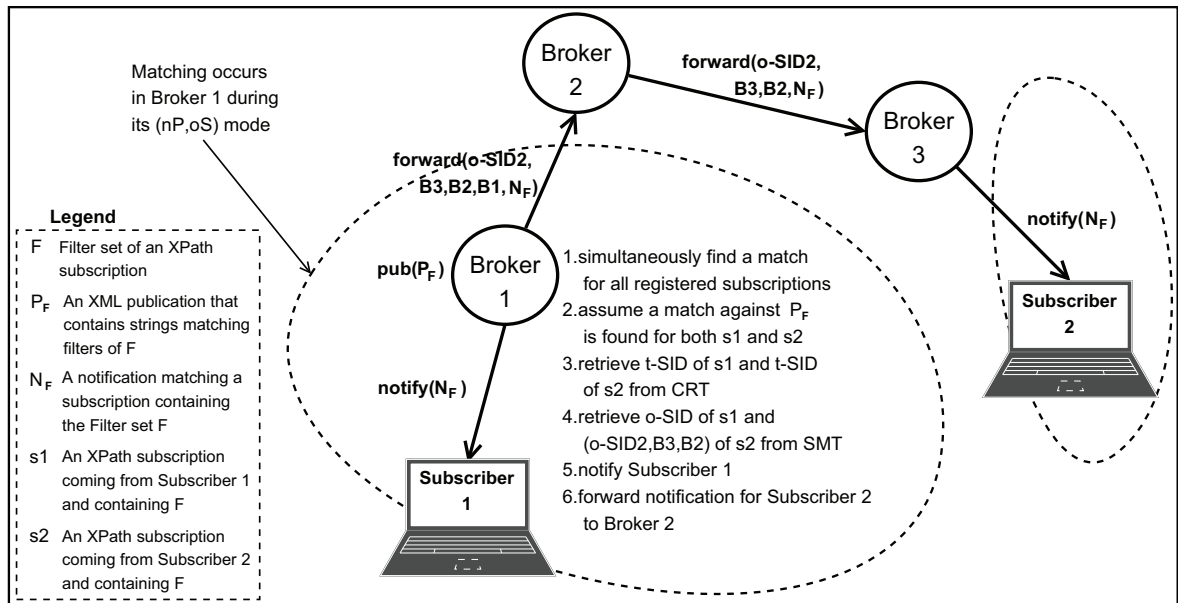 Matching occurs
in Broker 1 during
its (nP,oS) mode
Broker
2
forward(o-SID2,
B3,B2,N_F)
Broker
3
forward(o-SID2,
B3,B2,B1,N_F)
notify(N_F)
Subscriber
2
pub(P_F)
Broker
1
notify(N_F)
Subscriber
1
1.simultaneously find a match
for all registered subscriptions
2.assume a match against P_F
is found for both s1 and s2
3.retrieve t-SID of s1 and t-SID
of s2 from CRT
4.retrieve o-SID of s1 and
(o-SID2,B3,B2) of s2 from SMT
5.notify Subscriber 1
6.forward notification for Subscriber 2
to Broker 2
Legend
F Filter set of an XPath
subscription
P_F An XML publication that
contains strings matching
filters of F
N_F A notification matching a
subscription containing
the Filter set F
s1 An XPath subscription
coming from Subscriber 1
and containing F
s2 An XPath subscription
coming from Subscriber 2
and containing F